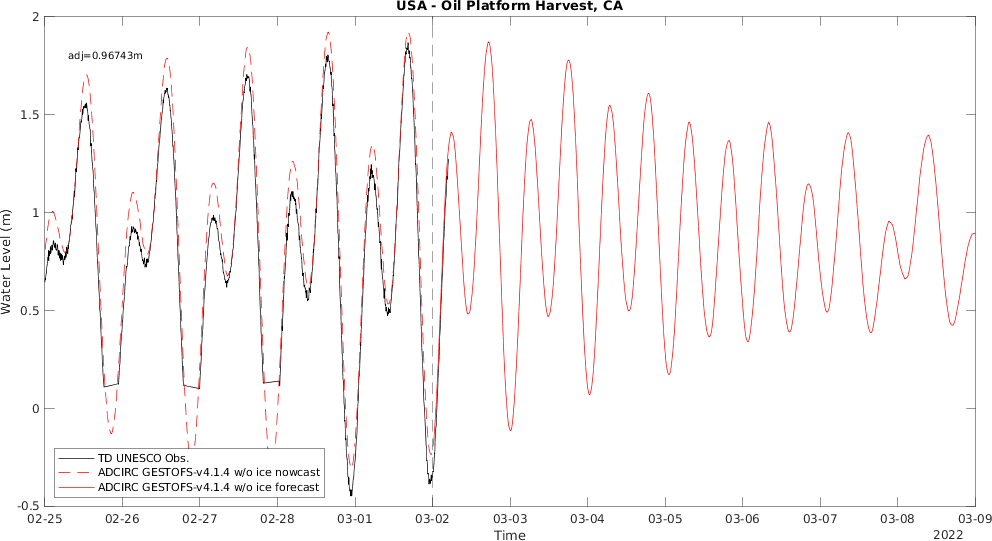 USA - Oil Platform Harvest, CA
adj=0.96743m
Water Level (m)
2
1.5
1
0.5
0
-0.5
TD UNESCO Obs.
ADCIRC GESTOFS-v4.1.4 w/o ice nowcast
ADCIRC GESTOFS-v4.1.4 w/o ice forecast
02-25 02-26 02-27 02-28 03-01 03-02 03-03 03-04 03-05 03-06 03-07 03-08 03-09
Time
2022